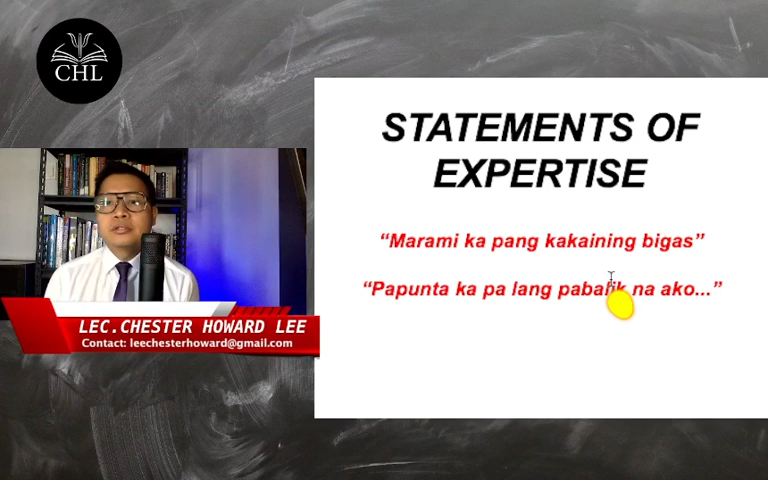 CHL
STATEMENTS OF
EXPERTISE
“Marami ka pang kakaining bigas”
“Papunta ka pa lang pabalik na ako...”
LEC.CHESTER HOWARD LEE
Contact: leechesterhoward@gmail.com